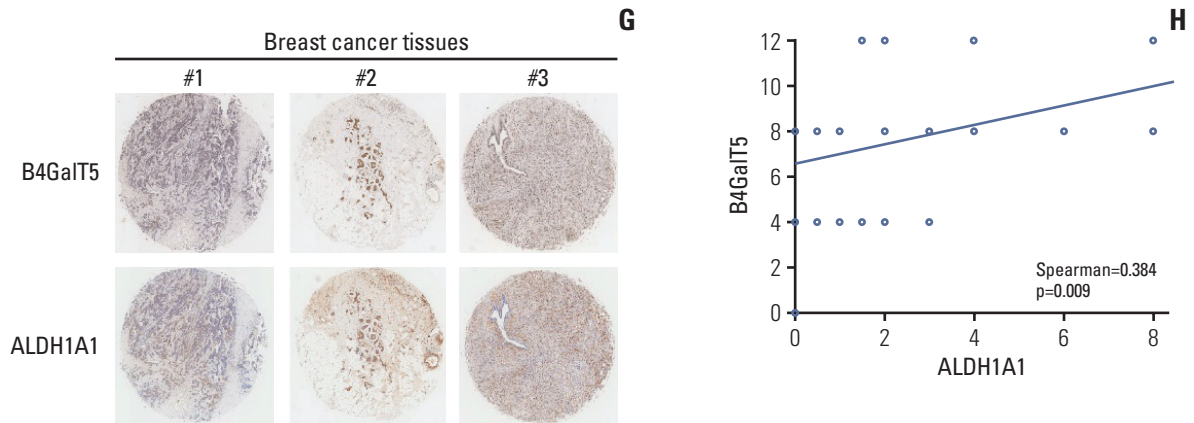 G
Breast cancer tissues
#1 #2 #3
B4GalT5
ALDH1A1
H
12
10
8
6
4
2
0
B4GalT5
Spearman=0.384
p=0.009
0 2 4 6 8
ALDH1A1